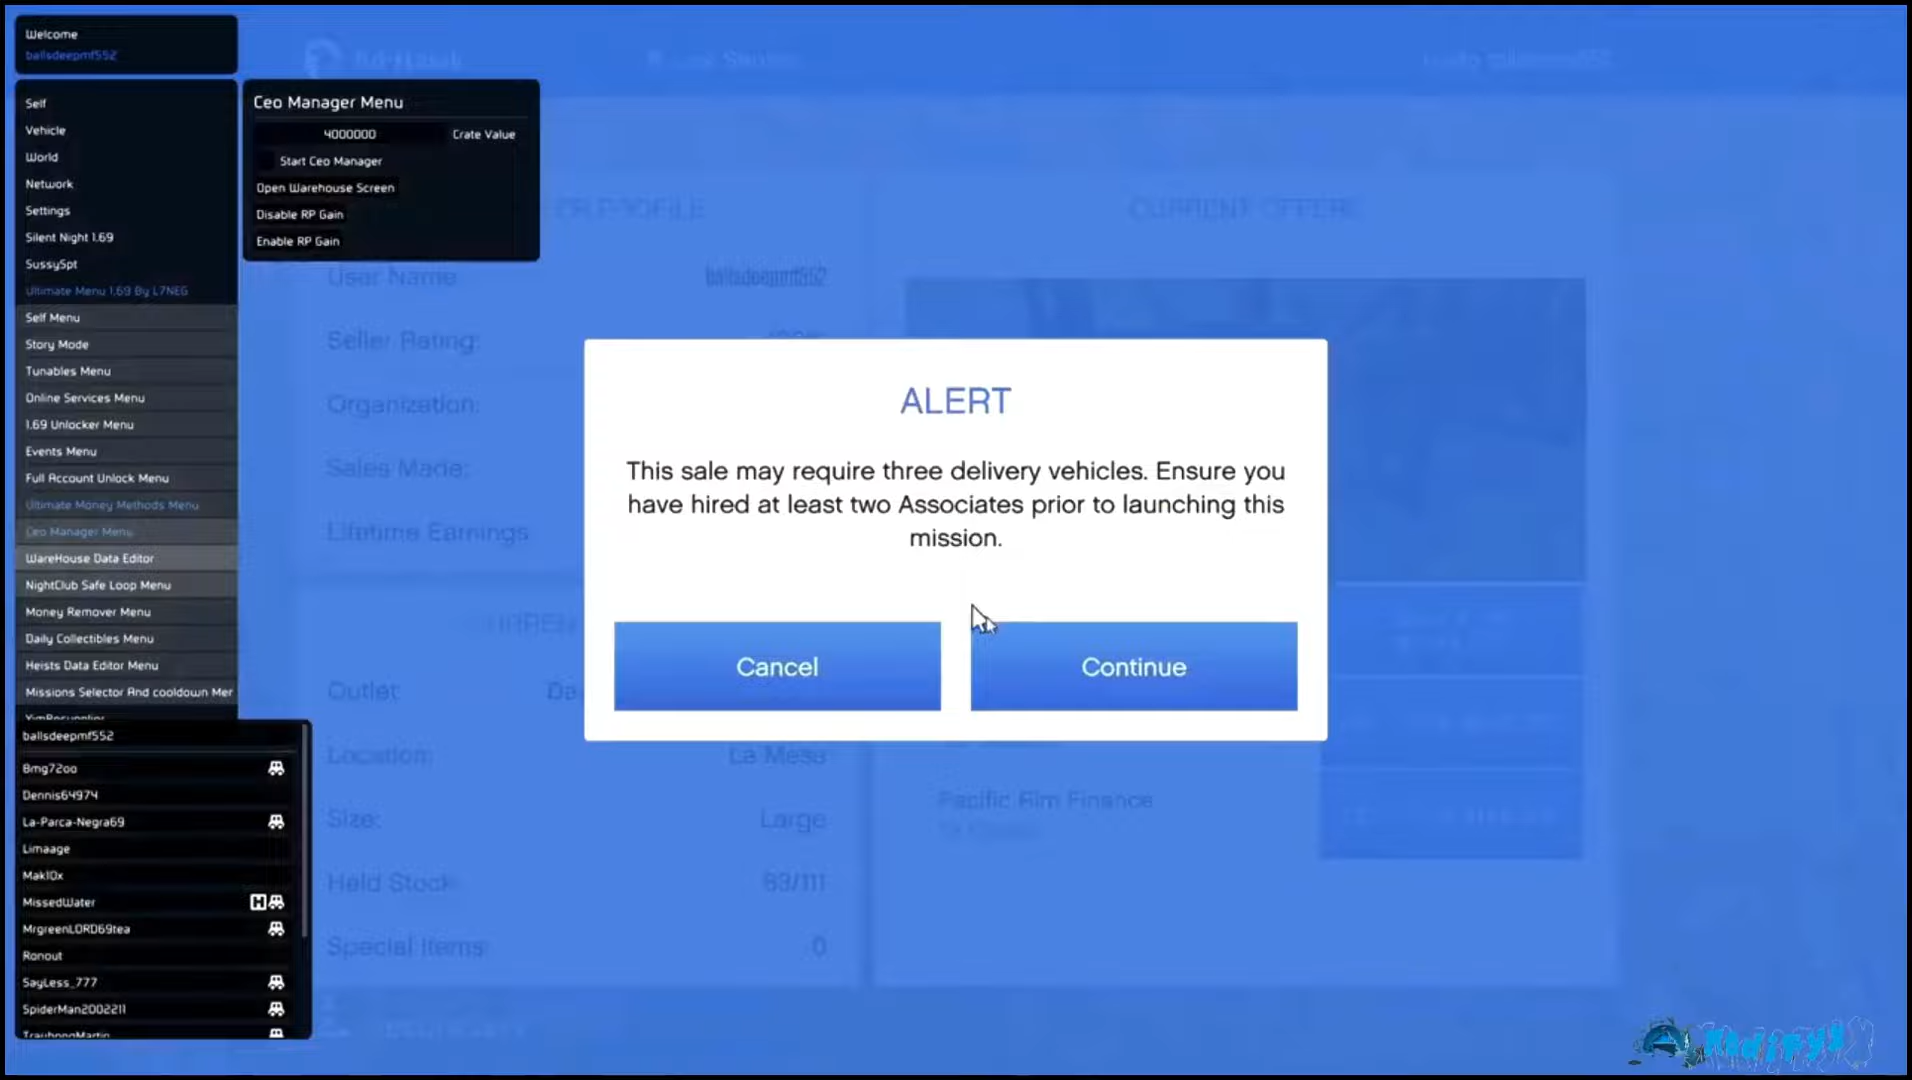 Welcome
ballsdeepmf552
Self
Vehicle
World
Network
Settings
Silent Night 1.69
SussySpt
Ultimate Menu 1.69 By L7NEG
Self Menu
Story Mode
Tunables Menu
Online Services Menu
1.69 Unlocker Menu
Events Menu
Full Account Unlock Menu
Ultimate Money Methods Menu
Ceo Manager Menu
WareHouse Data Editor
NightClub Safe Loop Menu
Money Remover Menu
Daily Collectibles Menu
Heists Data Editor Menu
Missions Selector And cooldown Mer
YimResupplier
ballsdeepmf552
Bmg72oo
Dennis64974
La-Parca-Negra69
Limaage
Mak10x
MissedWater
H
MrgreenLORD69tea
Ronout
SayLess_777
SpiderMan2002211
Ceo Manager Menu
4000000 Crate Value
Start Ceo Manager
Open Warehouse Screen
Disable RP Gain
Enable RP Gain
User Name: ballsdeepmf552
Seller Rating:
Organization:
Sales Made:
Lifetime Earnings
CURRENT OFFERS
ALERT
This sale may require three delivery vehicles. Ensure you
have hired at least two Associates prior to launching this
mission.
Cancel
Continue
Outlet:
Location: La Mesa
Size: Large
Held Stock:
Special Items: 0
Pacific Rim Finance